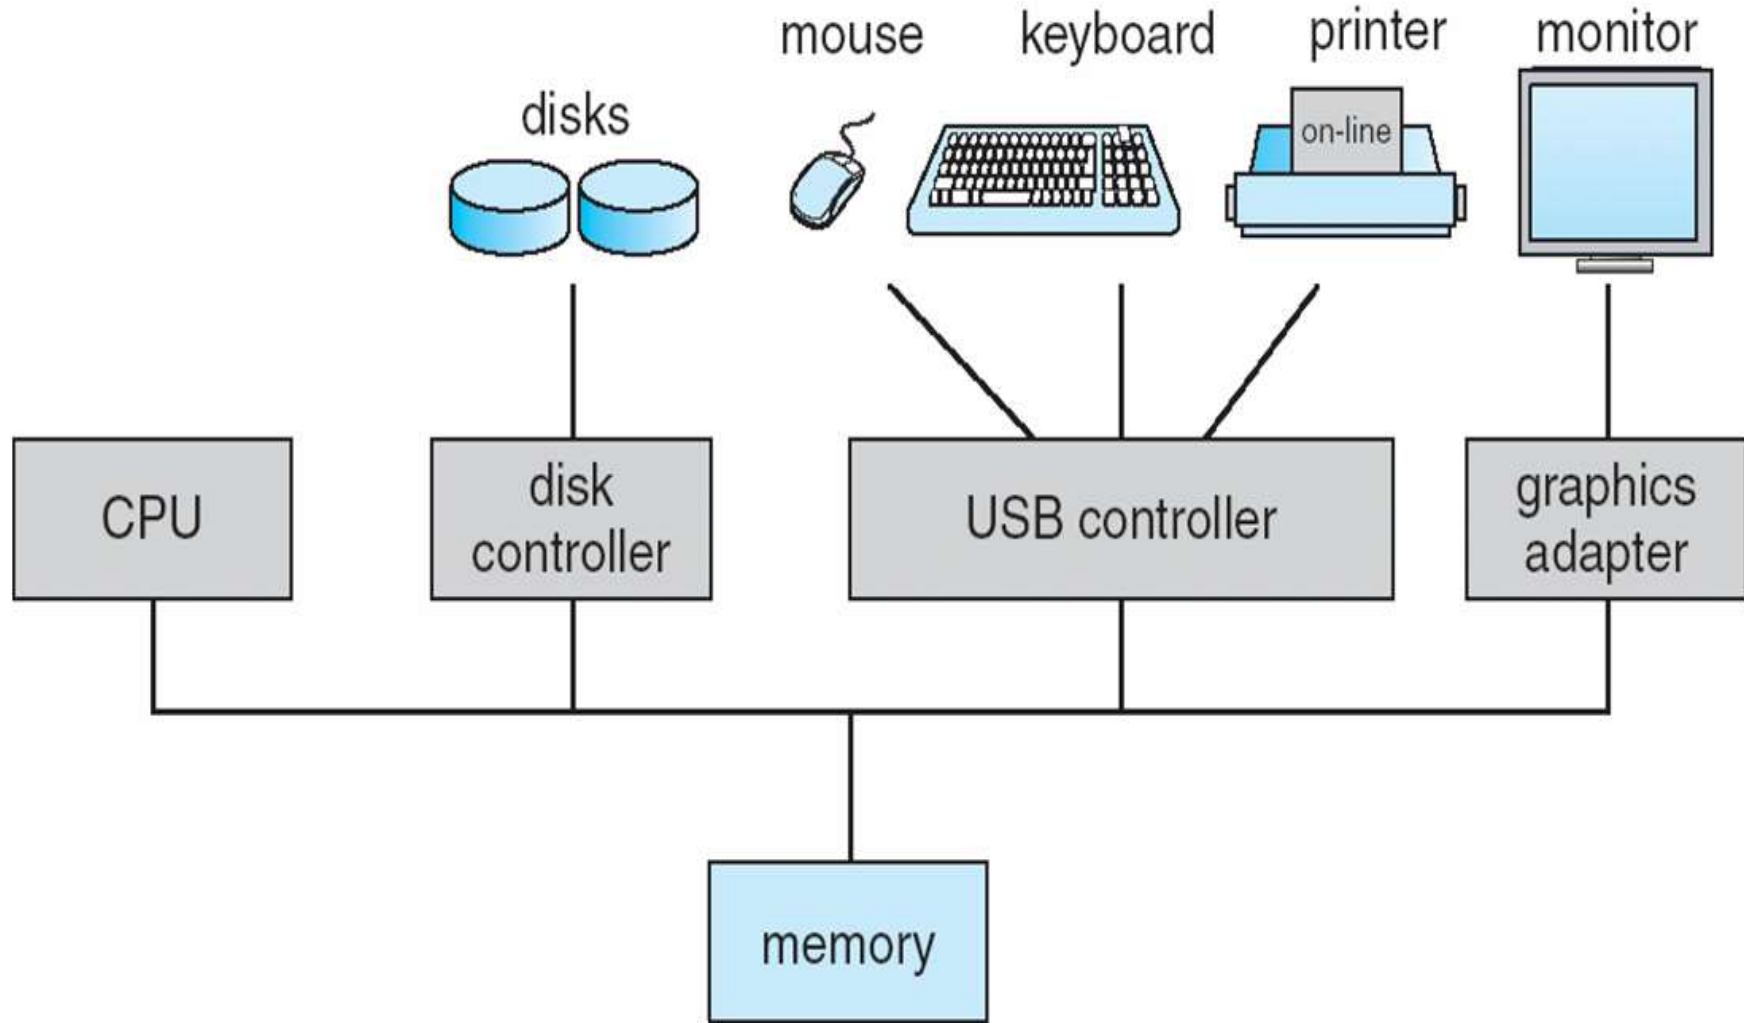 mouse
keyboard
printer
monitor
disks
on-line
CPU
disk
controller
USB controller
graphics
adapter
memory